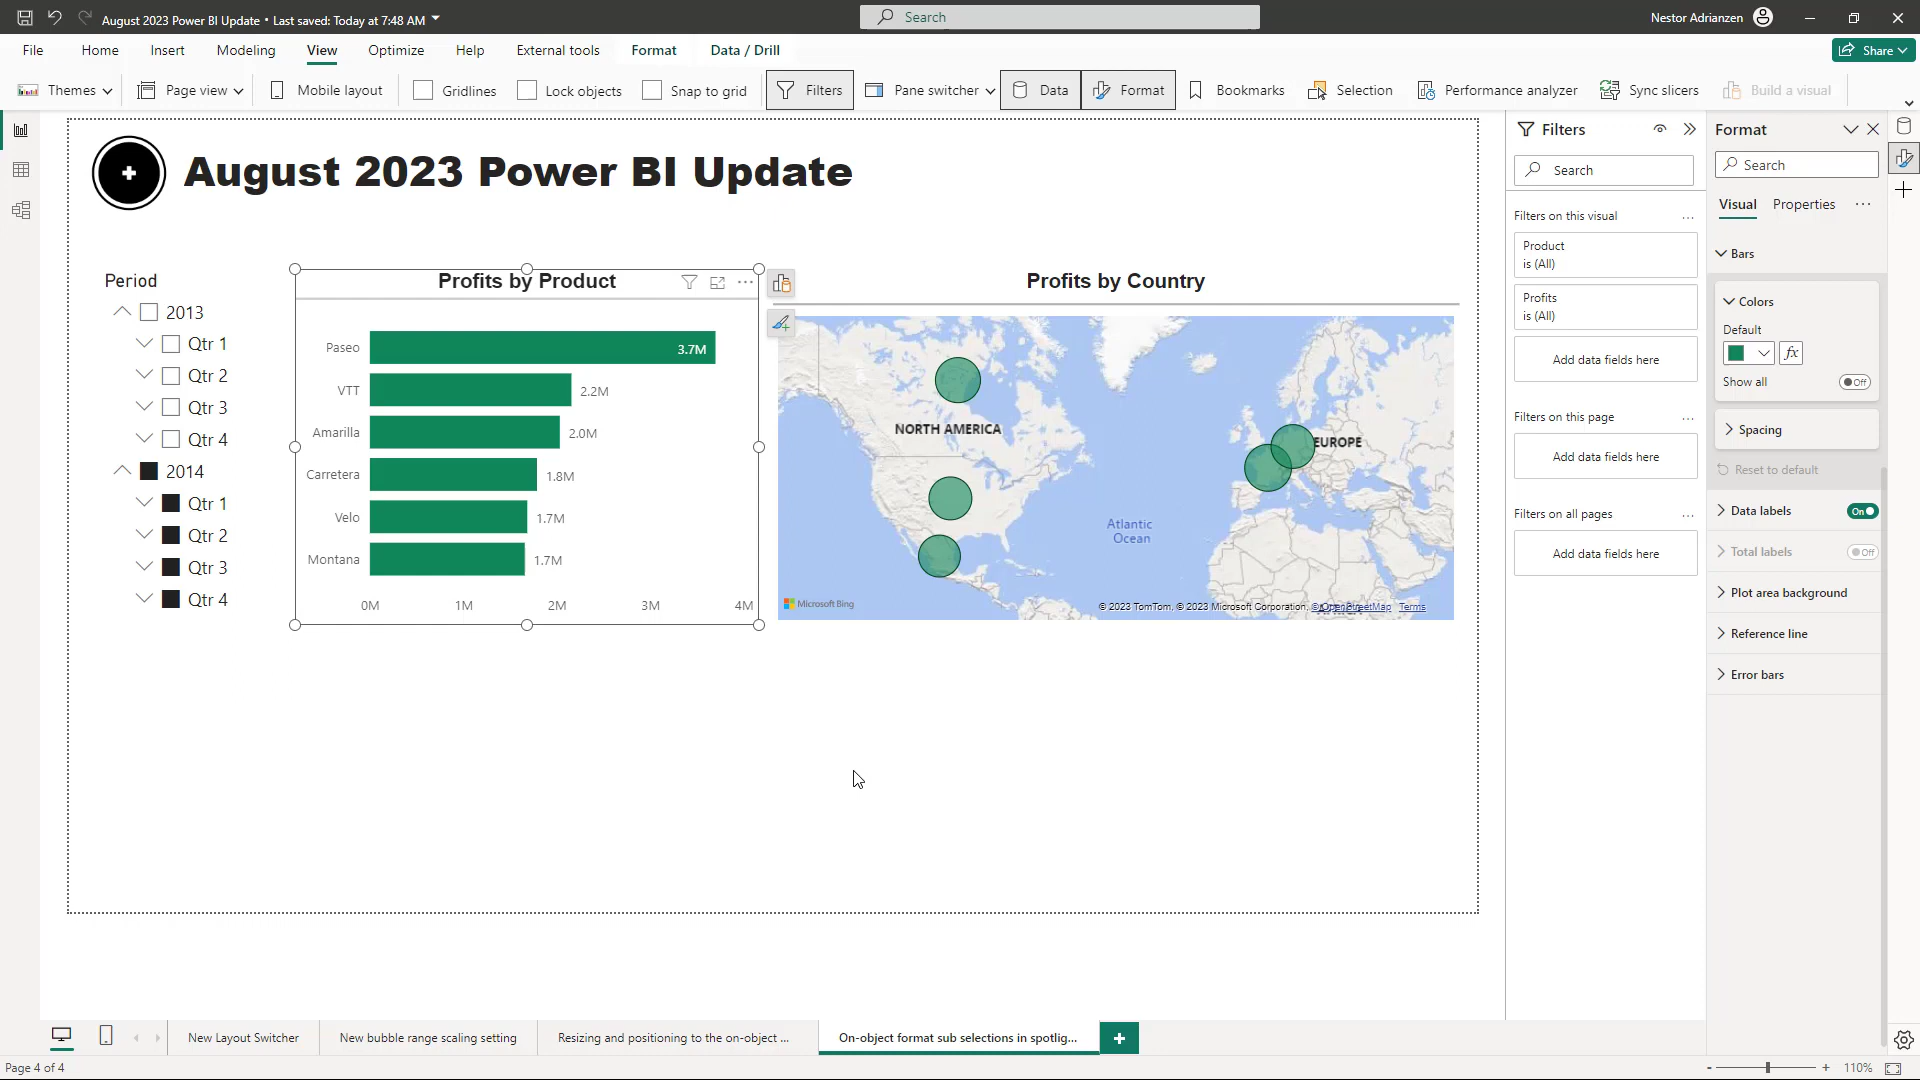 August 2023 Power BI Update • Last saved: Today at 7:48 AM
Search
Nestor Adrianzen
File
Home
Insert
Modeling
View
Optimize
Help
External tools
Format
Data / Drill
Share
Themes
Page view
Mobile layout
Gridlines
Lock objects
Snap to grid
Filters
Pane switcher
Data
Format
Bookmarks
Selection
Performance analyzer
Sync slicers
Build a visual
August 2023 Power BI Update
Period
2013
Qtr 1
Qtr 2
Qtr 3
Qtr 4
2014
Qtr 1
Qtr 2
Qtr 3
Qtr 4
Profits by Product
Paseo 3.7M
VTT 2.2M
Amarilla 2.0M
Carretera 1.8M
Velo 1.7M
Montana 1.7M
0M 1M 2M 3M 4M
Profits by Country
NORTH AMERICA
EUROPE
Atlantic
Ocean
Microsoft Bing
© 2023 TomTom, © 2023 Microsoft Corporation, © OpenStreetMap Terms
Filters
Search
Filters on this visual
Product
is (All)
Profits
is (All)
Add data fields here
Filters on this page
Add data fields here
Filters on all pages
Add data fields here
Format
Search
Visual
Properties
Bars
Colors
Default
fx
Show all
Off
Spacing
Reset to default
Data labels
On
Total labels
Off
Plot area background
Reference line
Error bars
New Layout Switcher
New bubble range scaling setting
Resizing and positioning to the on-object ...
On-object format sub selections in spotlig...
Page 4 of 4
110%